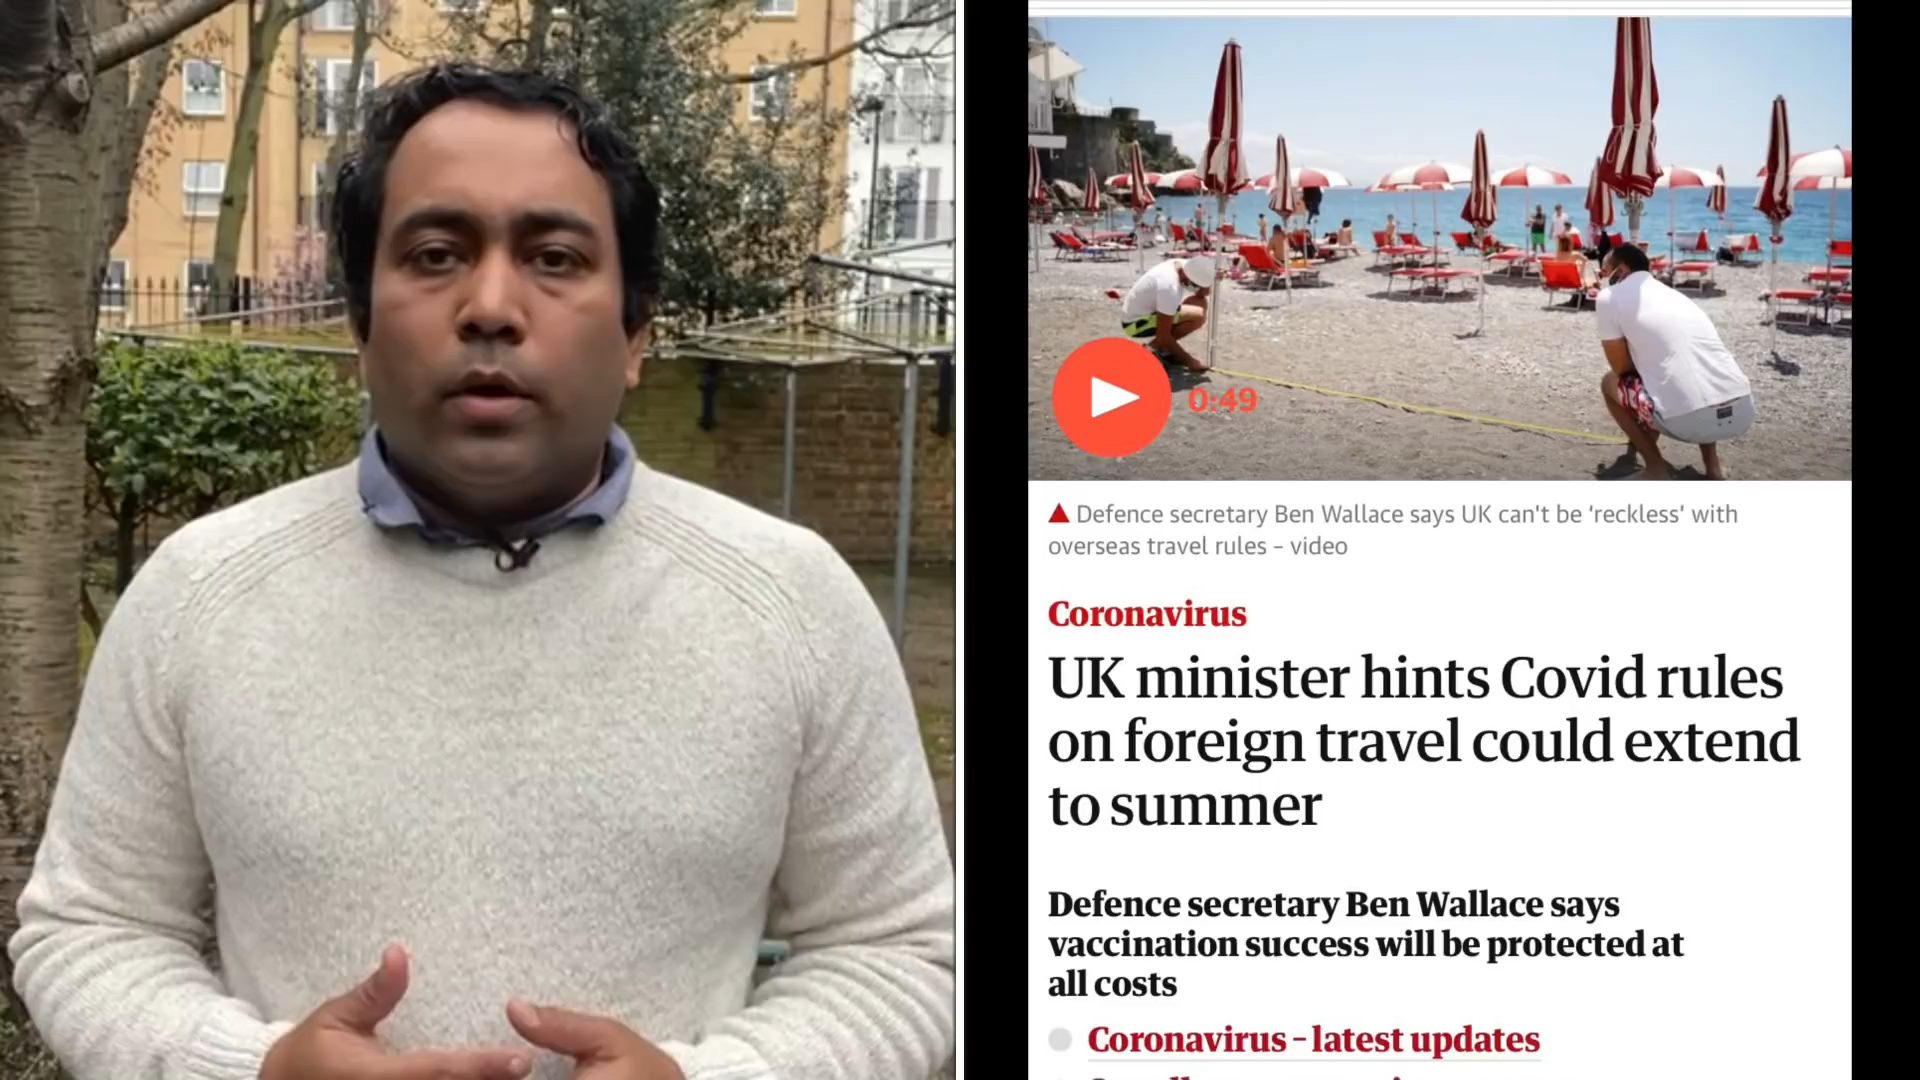 0:49
Defence secretary Ben Wallace says UK can't be ‘reckless’ with
overseas travel rules – video
Coronavirus
UK minister hints Covid rules
on foreign travel could extend
to summer
Defence secretary Ben Wallace says
vaccination success will be protected at
all costs
Coronavirus – latest updates